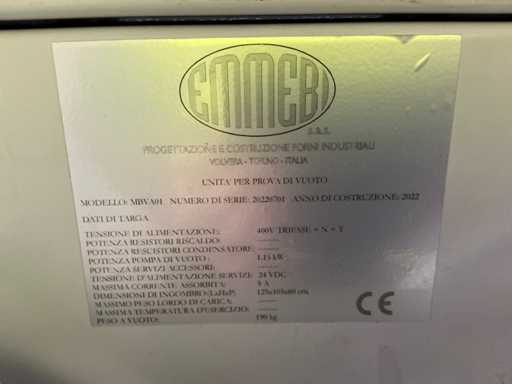 EMMEBI
S.R.L.
PROGETTAZIONE E COSTRUZIONE FORNI INDUSTRIALI
VOLVERA - TORINO - ITALIA
UNITA' PER PROVA DI VUOTO
MODELLO: MBVA01 NUMERO DI SERIE: 20220701 ANNO DI COSTRUZIONE: 2022
DATI DI TARGA
TENSIONE DI ALIMENTAZIONE: 400V TRIFASE + N + T
POTENZA RESISTORI RISCALDO: --------
POTENZA RESCISTORI CONDENSATORE: --------
POTENZA POMPA DI VUOTO: 1.15 kW
POTENZA SERVIZI ACCESSORI: --------
TENSIONE D'ALIMENTAZIONE SERVIZI: 24 VDC
MASSIMA CORRENTE ASSORBITA: 5 A
DIMENSIONI DI INGOMBRO(LxHxP): 125x105x80 cm
MASSIMO PESO LORDO DI CARICA: --------
MASSIMA TEMPERATURA D'ESERCIZIO: --------
PESO A VUOTO: 190 kg
CE